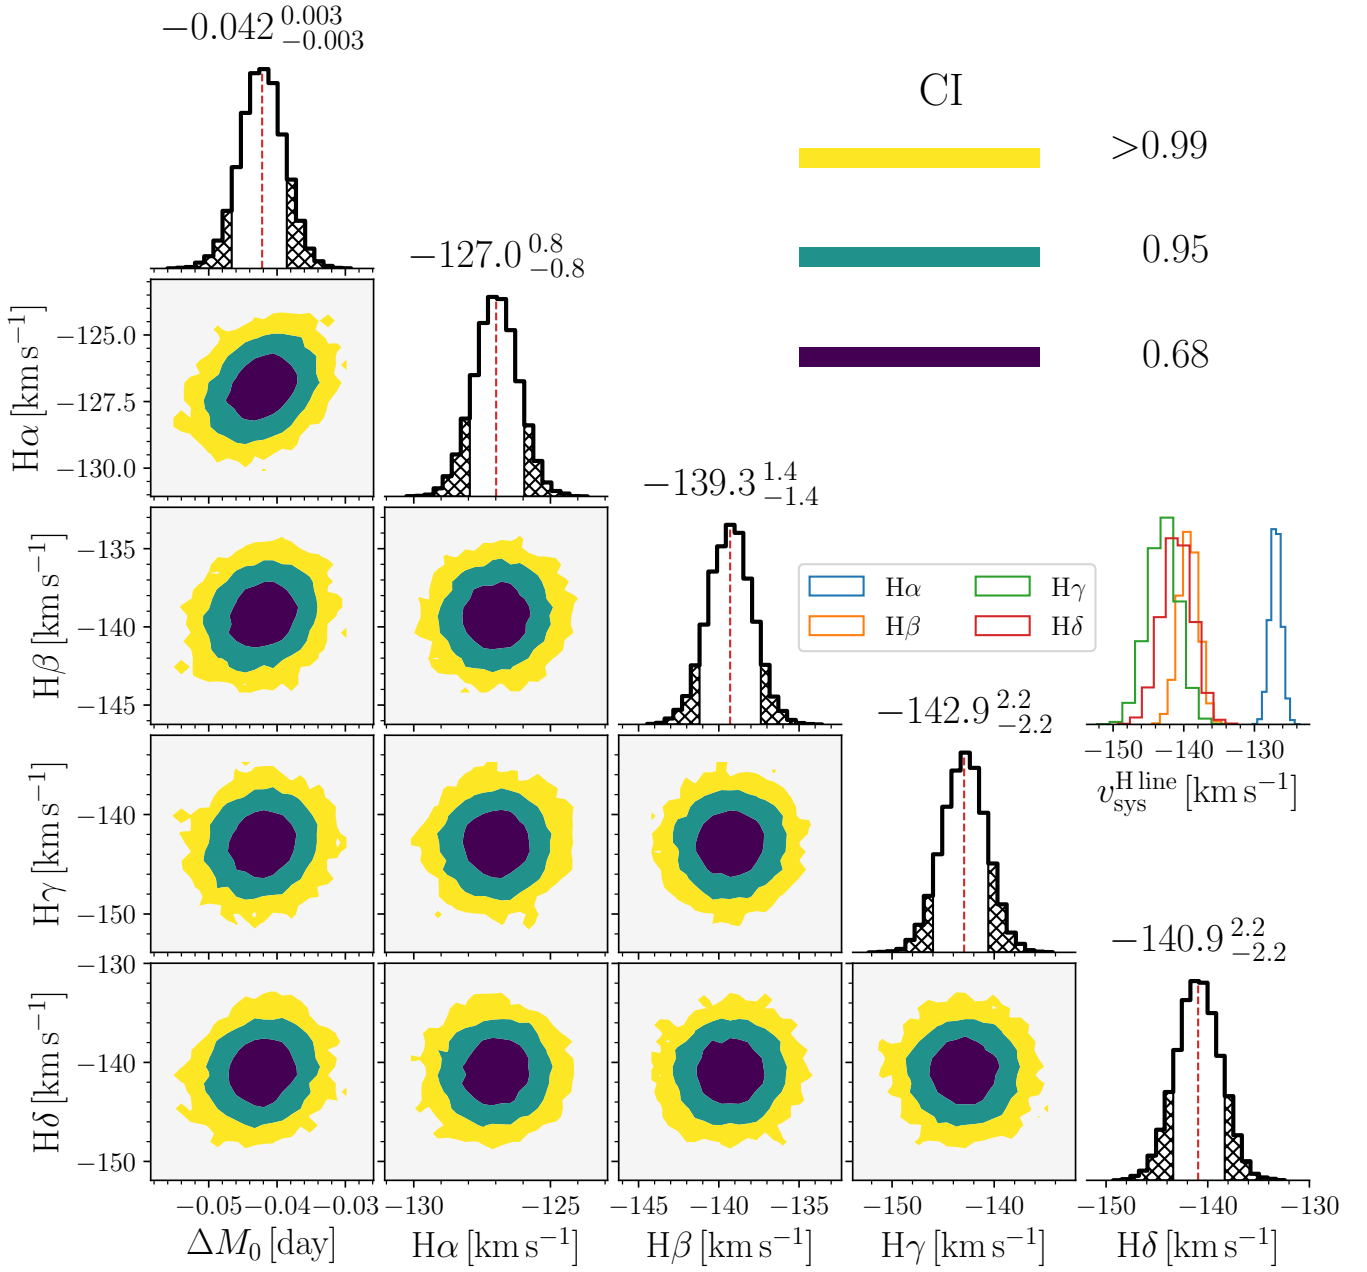 −0.042 0.003 −0.003
CI
>0.99
0.95
0.68
−127.0 0.8 −0.8
Hα [km s−1]
−125.0
−127.5
−130.0
−139.3 1.4 −1.4
Hβ [km s−1]
−135
−140
−145
Hα
Hβ
Hγ
Hδ
−142.9 2.2 −2.2
−150 −140 −130
v sys H line [km s−1]
Hγ [km s−1]
−140
−150
−140.9 2.2 −2.2
Hδ [km s−1]
−130
−140
−150
−0.05 −0.04 −0.03
−130 −125
−145 −140 −135
−150 −140
−150 −140 −130
ΔM0 [day]
Hα [km s−1]
Hβ [km s−1]
Hγ [km s−1]
Hδ [km s−1]